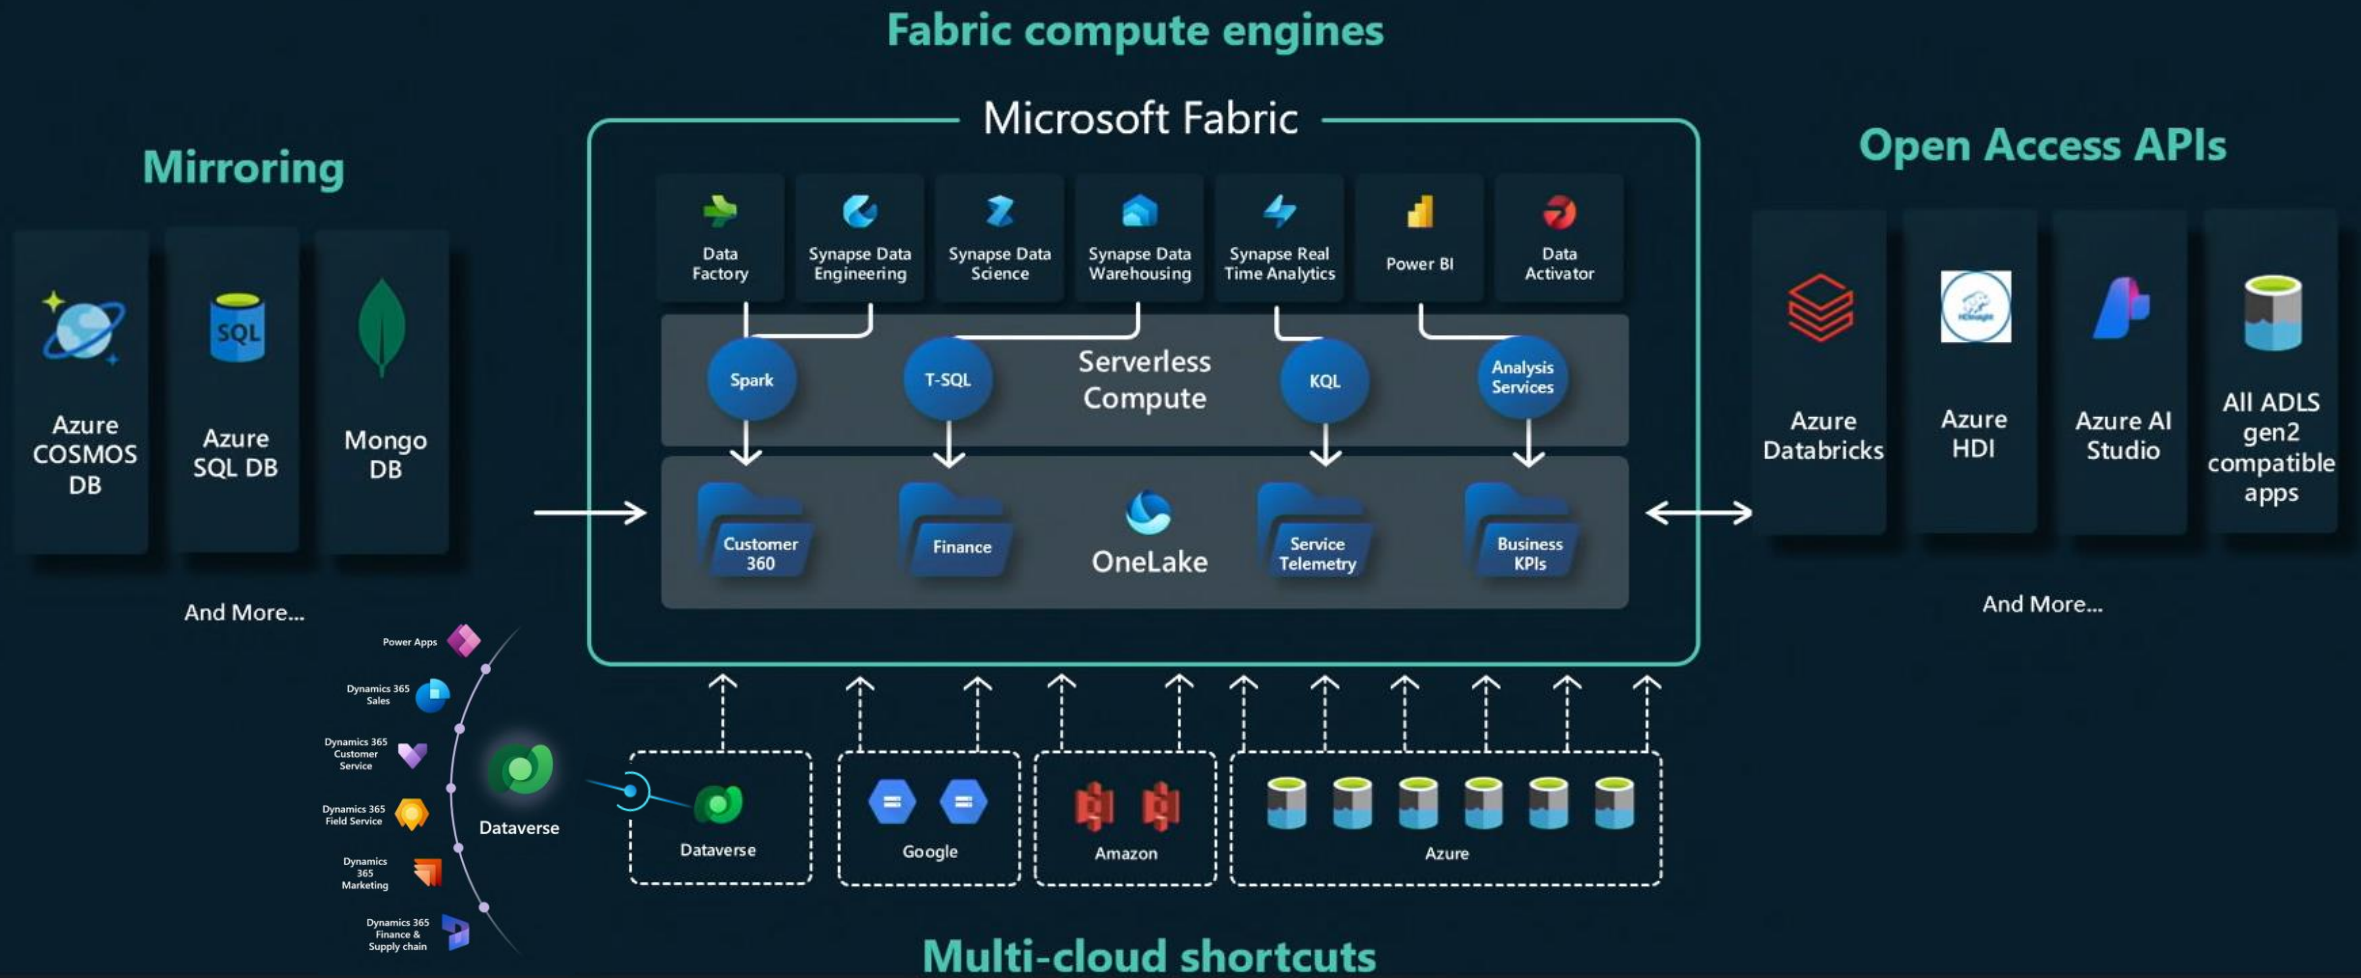 Fabric compute engines
Microsoft Fabric
Mirroring
Open Access APIs
Data
Factory
Synapse Data
Engineering
Synapse Data
Science
Synapse Data
Warehousing
Synapse Real
Time Analytics
Power BI
Data
Activator
SQL
Azure
COSMOS
DB
Azure
SQL DB
Mongo
DB
And More...
Spark
T-SQL
Serverless
Compute
KQL
Analysis
Services
Customer
360
Finance
OneLake
Service
Telemetry
Business
KPIs
HDInsight
Azure
Databricks
Azure
HDI
Azure AI
Studio
All ADLS
gen2
compatible
apps
And More...
Power Apps
Dynamics 365
Sales
Dynamics 365
Customer
Service
Dynamics 365
Field Service
Dynamics
365
Marketing
Dynamics 365
Finance &
Supply chain
Dataverse
Dataverse
Google
Amazon
Azure
Multi-cloud shortcuts